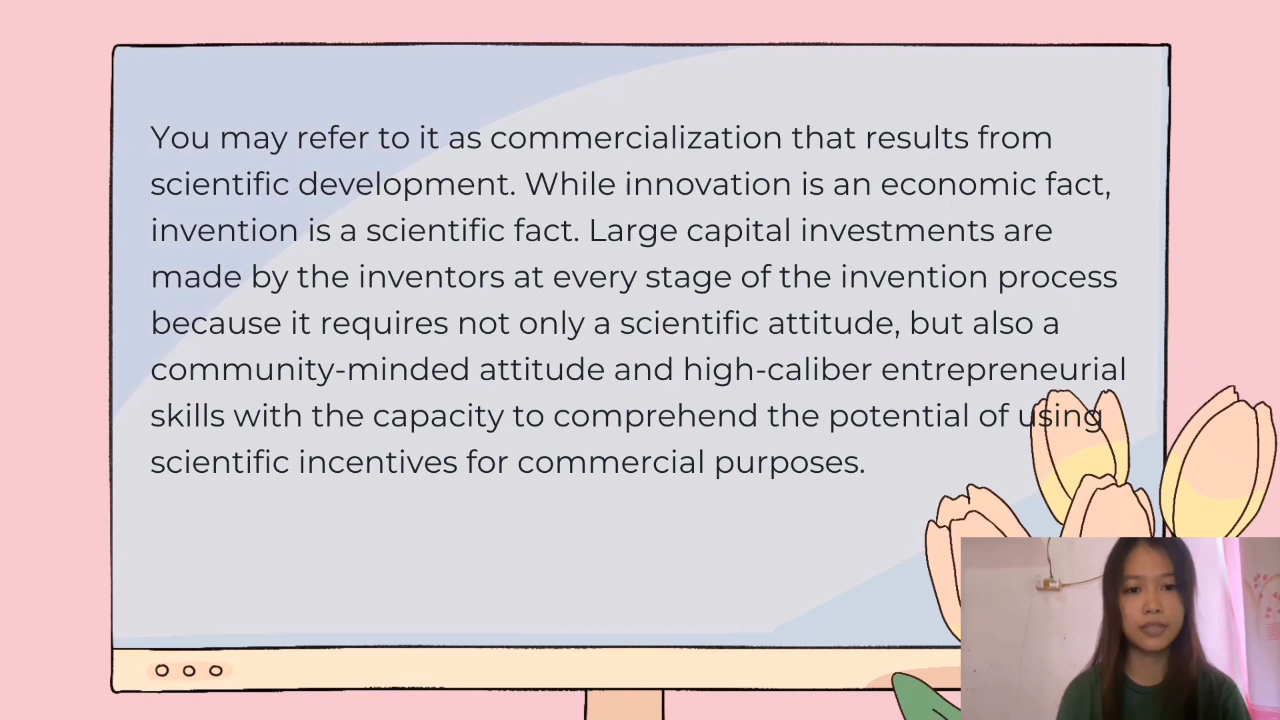 You may refer to it as commercialization that results from
scientific development. While innovation is an economic fact,
invention is a scientific fact. Large capital investments are
made by the inventors at every stage of the invention process
because it requires not only a scientific attitude, but also a
community-minded attitude and high-caliber entrepreneurial
skills with the capacity to comprehend the potential of using
scientific incentives for commercial purposes.